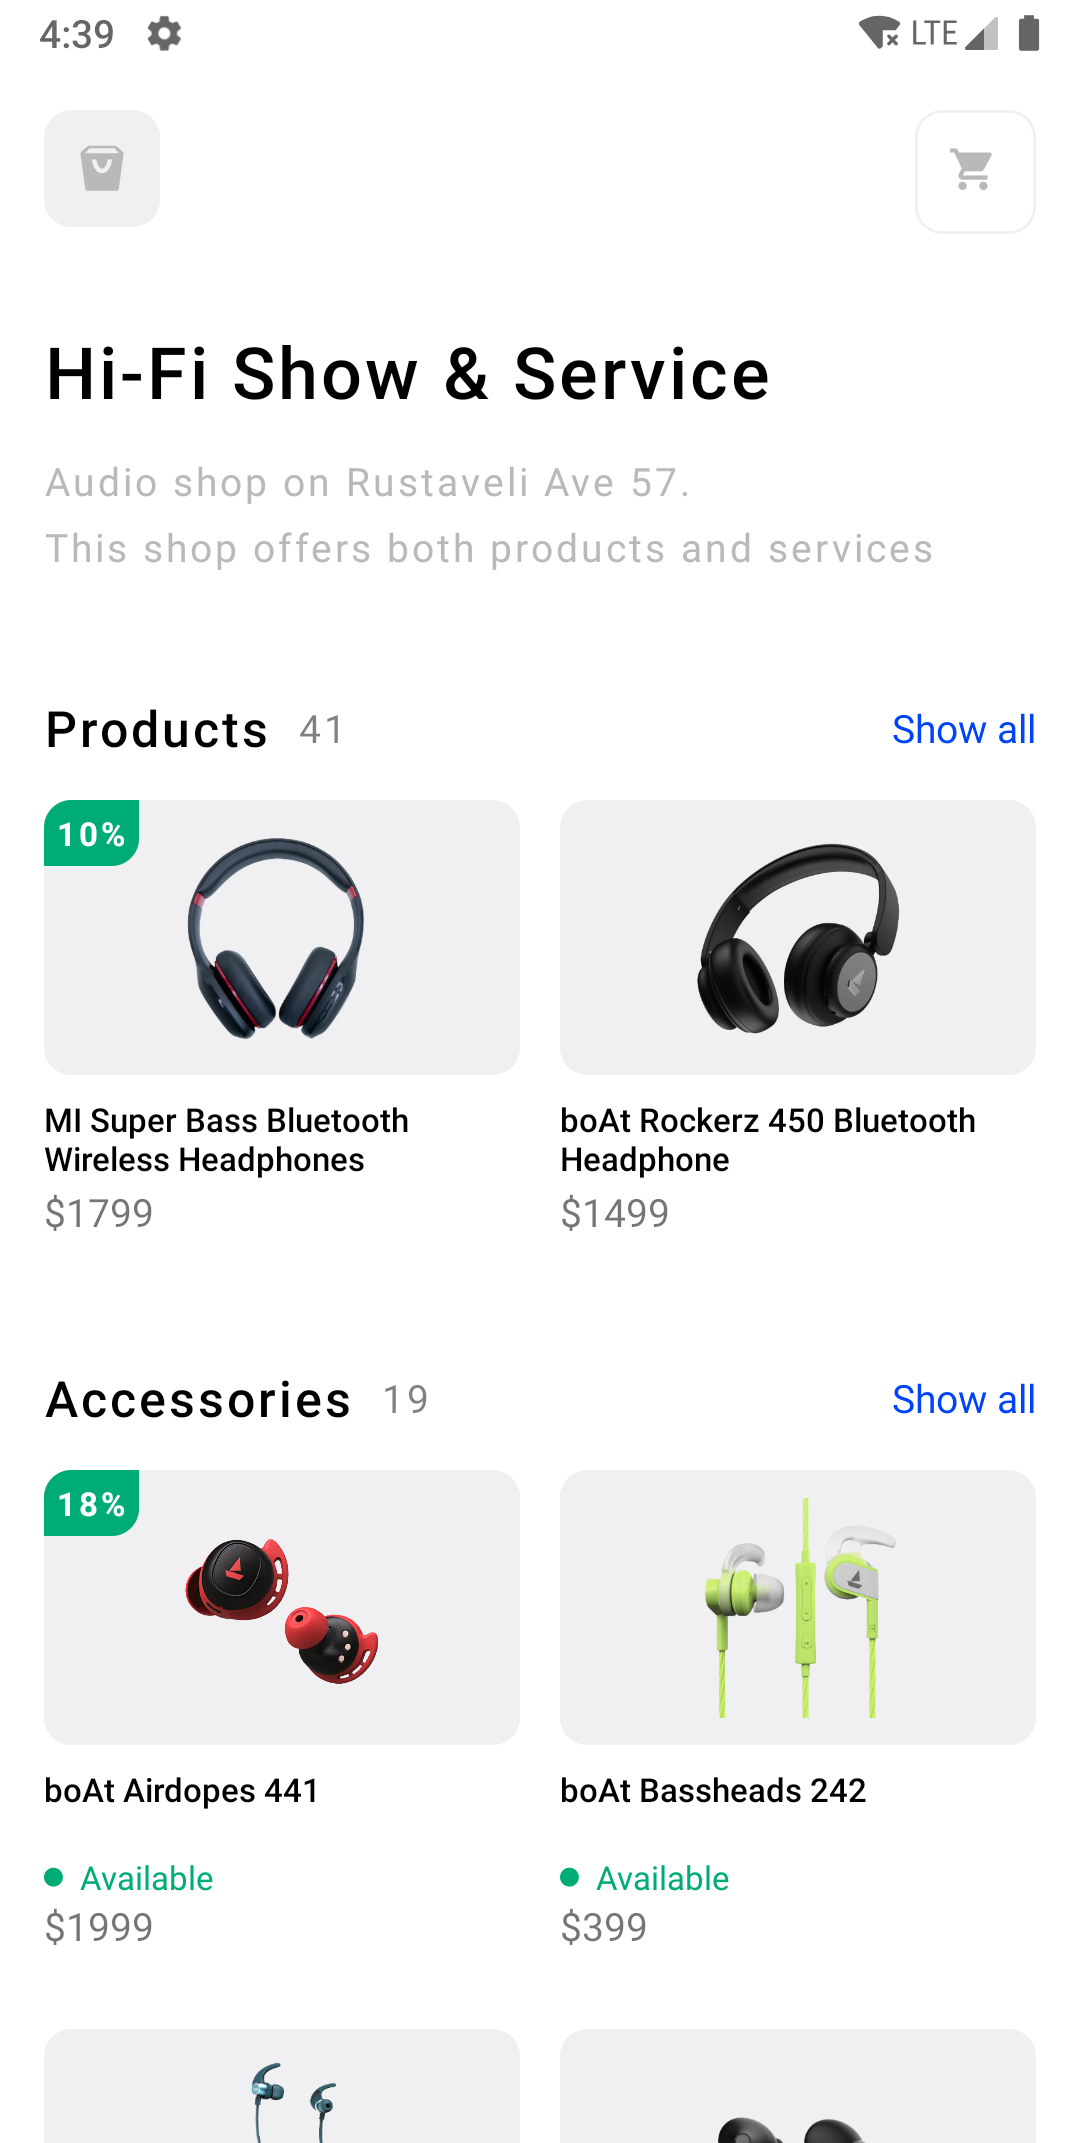 4:39 LTE
Hi-Fi Show & Service
Audio shop on Rustaveli Ave 57.
This shop offers both products and services
Products 41 Show all
10%
MI Super Bass Bluetooth
Wireless Headphones
$1799
boAt Rockerz 450 Bluetooth
Headphone
$1499
Accessories 19 Show all
18%
boAt Airdopes 441
Available
$1999
boAt Bassheads 242
Available
$399